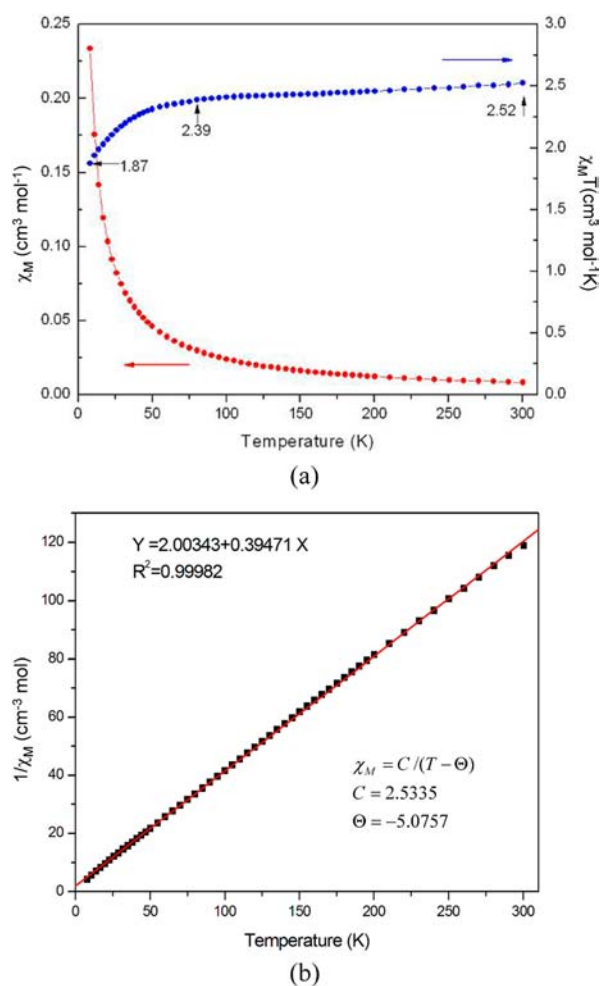 0.25
0.20
0.15
0.10
0.05
0.00
χM (cm³ mol⁻¹)
3.0
2.5
2.0
1.5
1.0
0.5
0.0
χMT(cm³ mol⁻¹K)
1.87
2.39
2.52
0 50 100 150 200 250 300
Temperature (K)
(a)
Y =2.00343+0.39471 X
R²=0.99982
120
100
80
60
40
20
0
1/χM (cm⁻³ mol)
χM = C/(T−Θ)
C = 2.5335
Θ = −5.0757
0 50 100 150 200 250 300
Temperature (K)
(b)